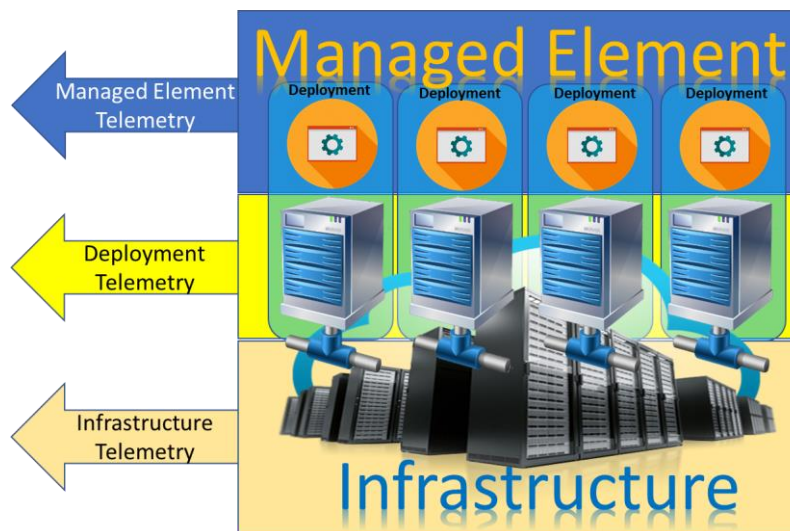 Managed Element
Deployment Deployment Deployment Deployment
Managed Element
Telemetry
Deployment
Telemetry
Infrastructure
Telemetry
Infrastructure